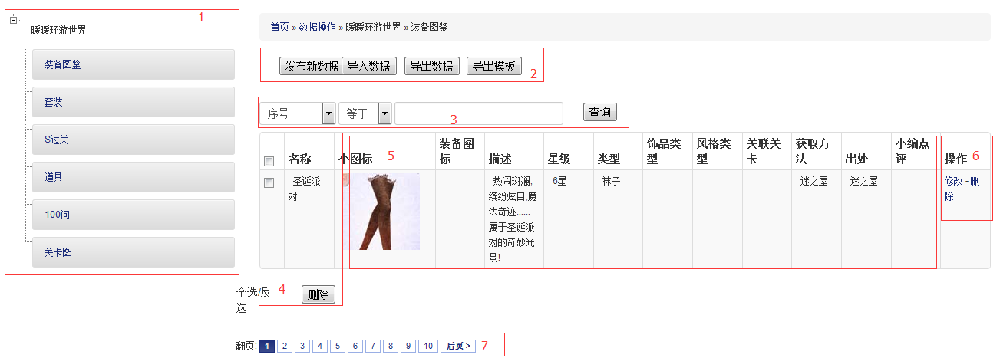 1
暖暖环游世界
装备图鉴
套装
S过关
道具
100问
关卡图
首页 » 数据操作 » 暖暖环游世界 » 装备图鉴
发布新数据 导入数据 导出数据 导出模板 2
序号 等于 3 查询
名称 小图标 5 装备图标 描述 星级 类型 饰品类型 风格类型 关联关卡 获取方法 出处 小编点评 操作 6
圣诞派对 热闹斑斓,缤纷炫目,魔法奇迹......属于圣诞派对的奇妙光景! 6星 袜子 迷之屋 迷之屋 修改 - 删除
全选/反选 4 删除
翻页: 1 2 3 4 5 6 7 8 9 10 后页 > 7